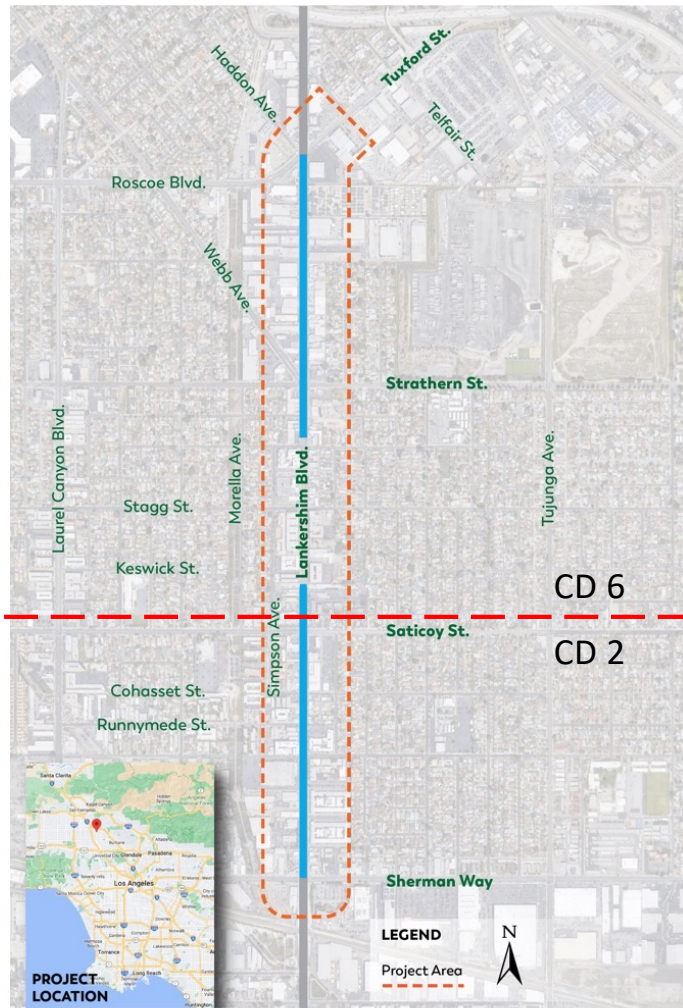 Haddon Ave.
Tuxford St.
Telfair St.
Roscoe Blvd.
Webb Ave.
Strathern St.
Laurel Canyon Blvd.
Morella Ave.
Lankershim Blvd.
Tujunga Ave.
Stagg St.
Keswick St.
CD 6
Simpson Ave.
Saticoy St.
CD 2
Cohasset St.
Runnymede St.
Santa Clarita
Burbank
Glendale
Pasadena
Los Angeles
Inglewood
Torrance
Long Beach
PROJECT
LOCATION
Sherman Way
LEGEND
Project Area
N